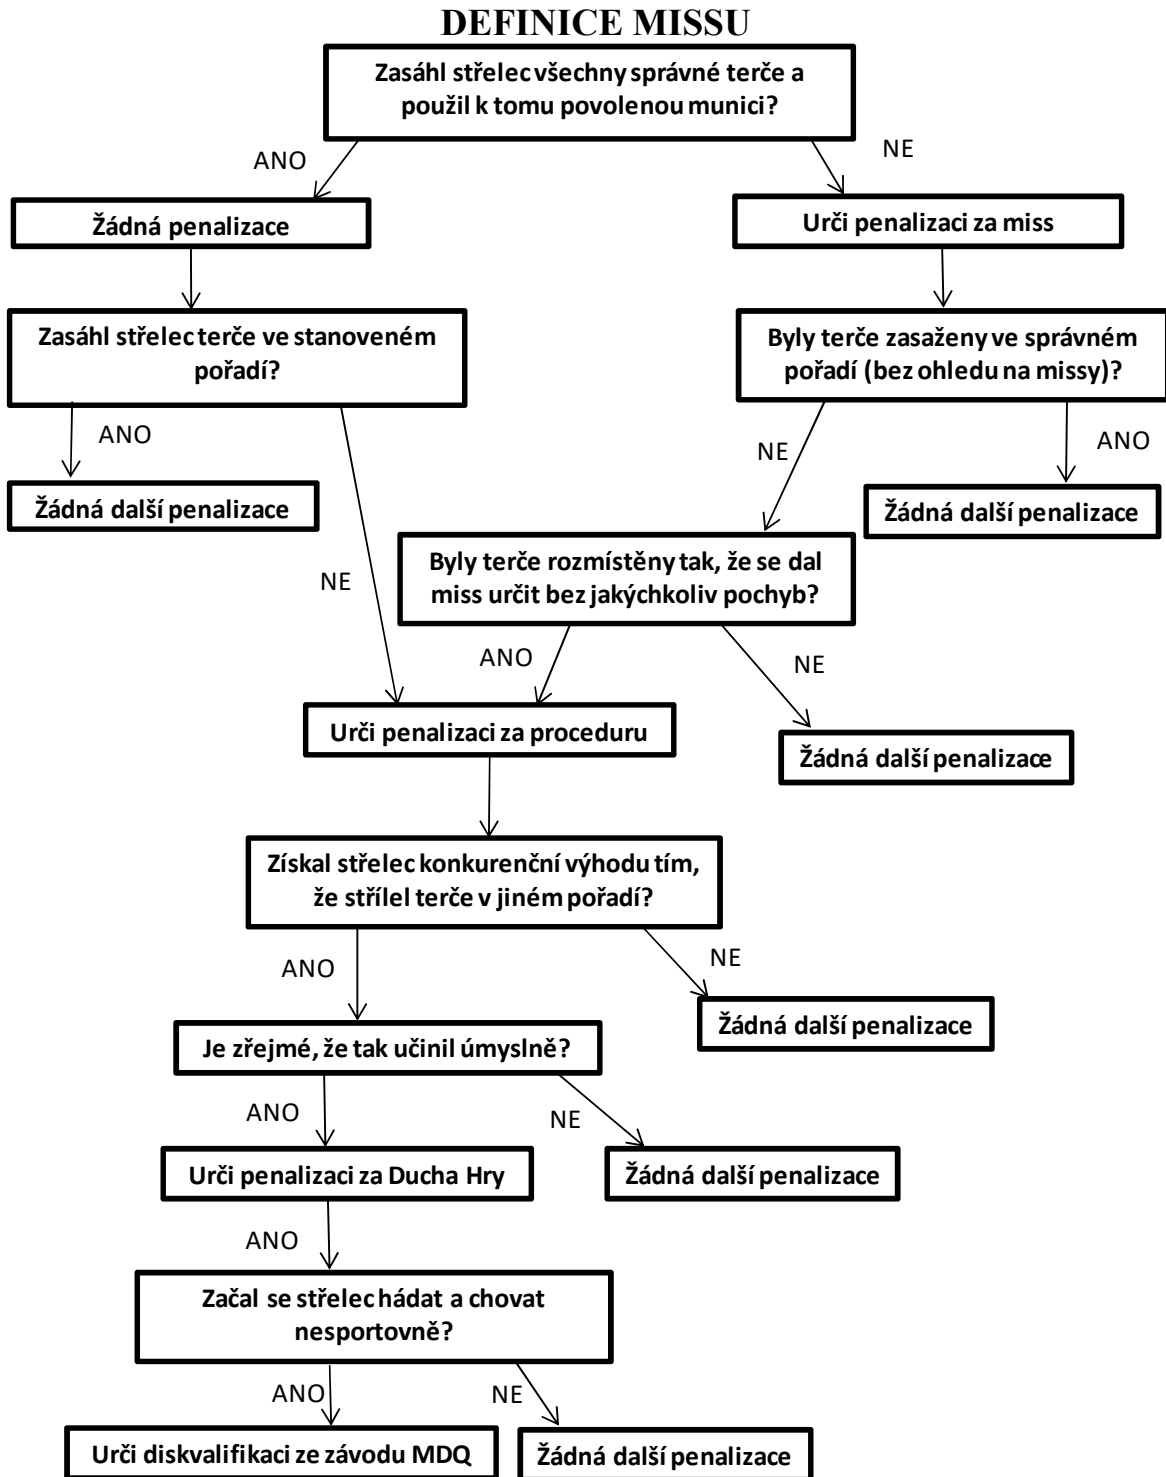 DEFINICE MISSU
Zasáhl střelec všechny správné terče a
použil k tomu povolenou munici?
ANO
NE
Žádná penalizace
Urči penalizaci za miss
Zasáhl střelec terče ve stanoveném
pořadí?
Byly terče zasaženy ve správném
pořadí (bez ohledu na missy)?
ANO
NE
ANO
Žádná další penalizace
Žádná další penalizace
Byly terče rozmístěny tak, že se dal
miss určit bez jakýchkoliv pochyb?
NE
ANO
NE
Urči penalizaci za proceduru
Žádná další penalizace
Získal střelec konkurenční výhodu tím,
že střílel terče v jiném pořadí?
ANO
NE
Žádná další penalizace
Je zřejmé, že tak učinil úmyslně?
ANO
NE
Urči penalizaci za Ducha Hry
Žádná další penalizace
ANO
Začal se střelec hádat a chovat
nesportovně?
ANO
NE
Urči diskvalifikaci ze závodu MDQ
Žádná další penalizace